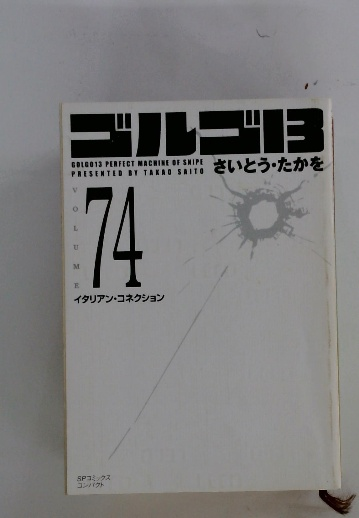 ゴルゴ13
GOLGO13 PERFECT MACHINE OF SNIPE
PRESENTED BY TAKAO SAITO
さいとう・たかを
VOLUME
74
イタリアン・コネクション
SPコミックス
コンパクト